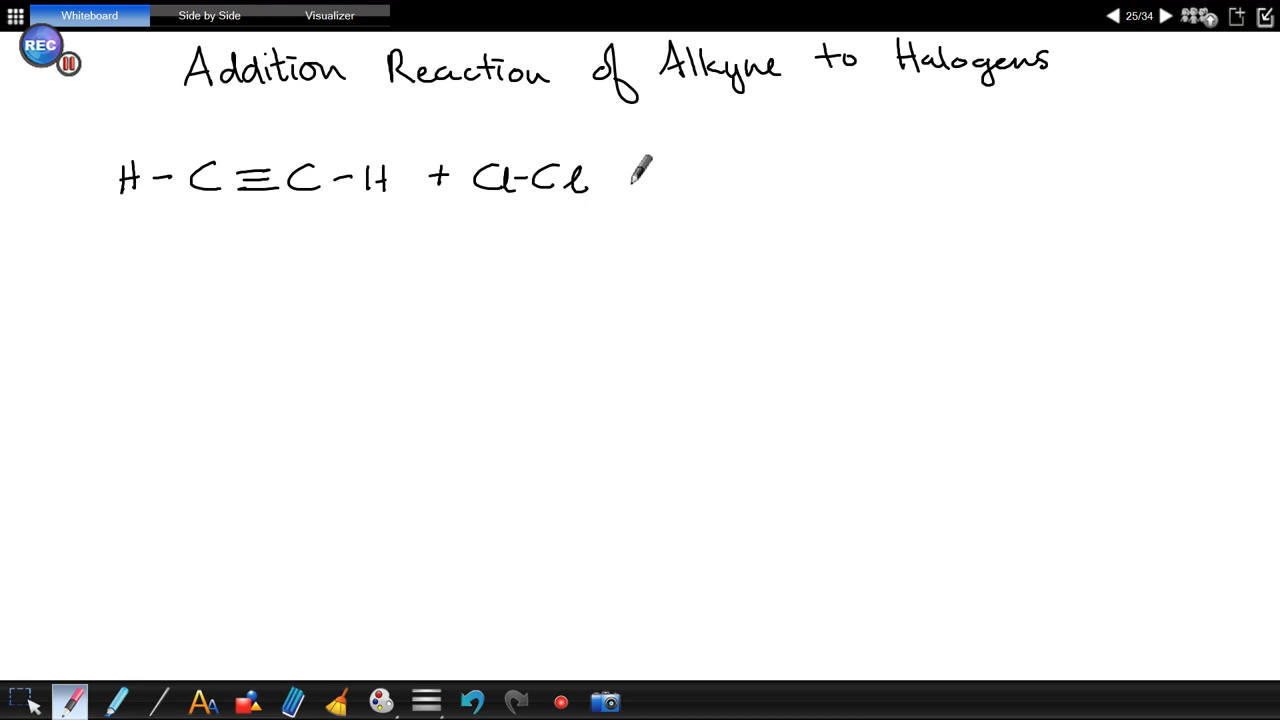 Whiteboard Side by Side Visualizer 25/34
REC
Addition Reaction of Alkyne to Halogens
H - C ≡ C - H + Cl-Cl